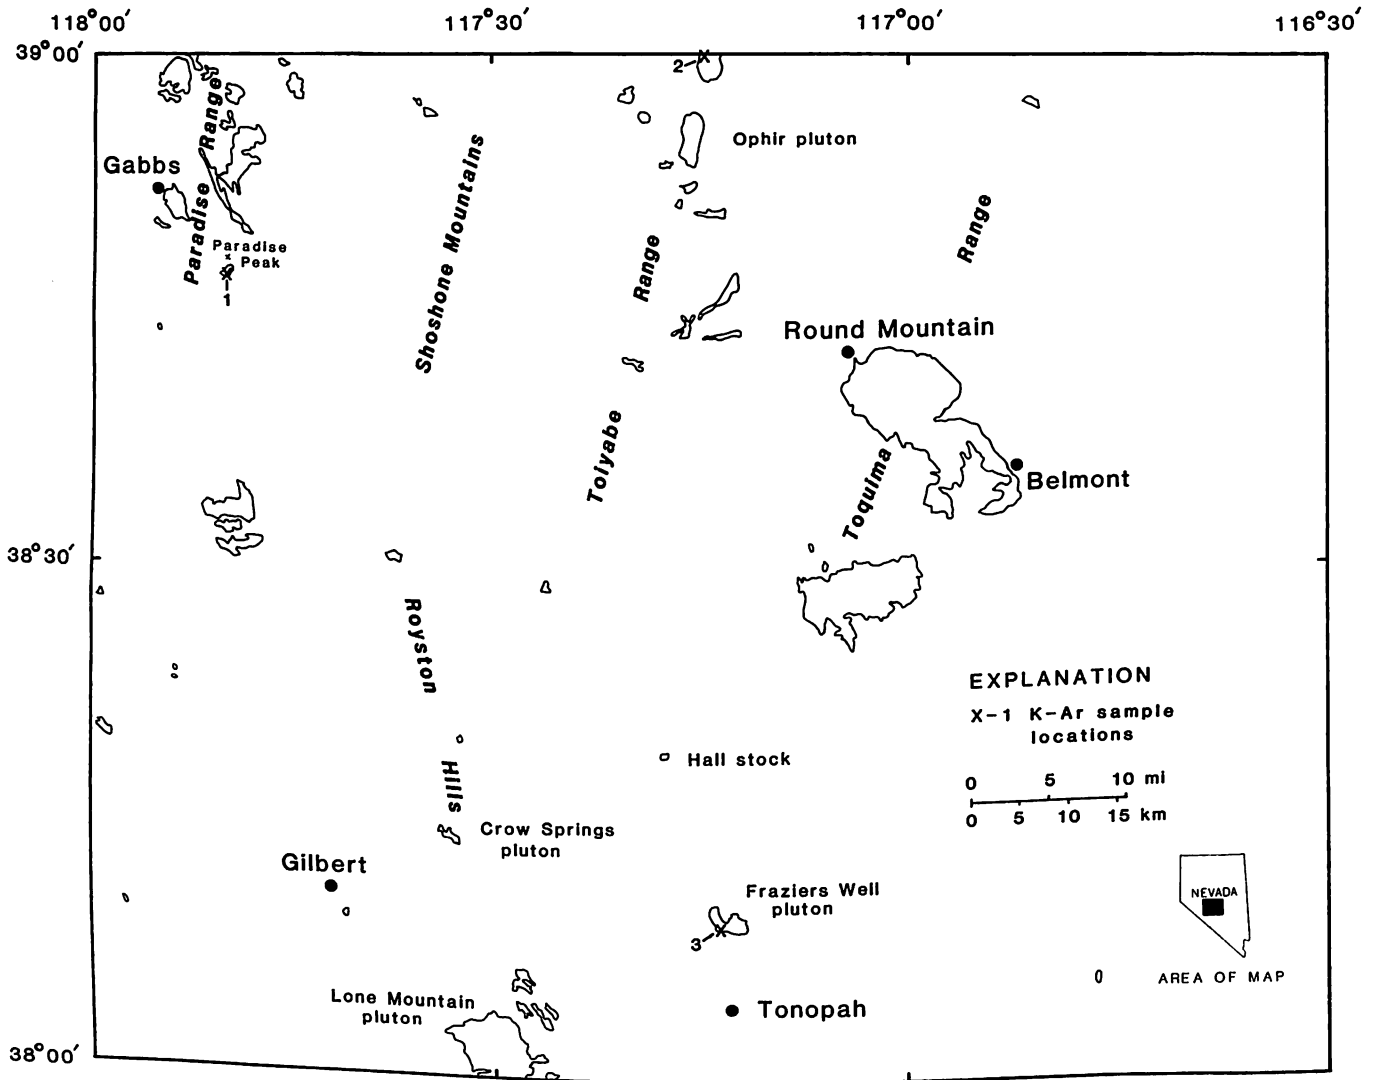 118°00′
117°30′
117°00′
116°30′
39°00′
2
Ophir pluton
Gabbs
Paradise Range
Shoshone Mountains
Range
Paradise
Peak
1
Range
Round Mountain
Toiyabe
Toquima
Belmont
38°30′
Royston
Hills
EXPLANATION
X-1 K-Ar sample
locations
0 5 10 mi
0 5 10 15 km
Hall stock
Crow Springs
pluton
Gilbert
Fraziers Well
pluton
3
NEVADA
AREA OF MAP
Lone Mountain
pluton
Tonopah
38°00′